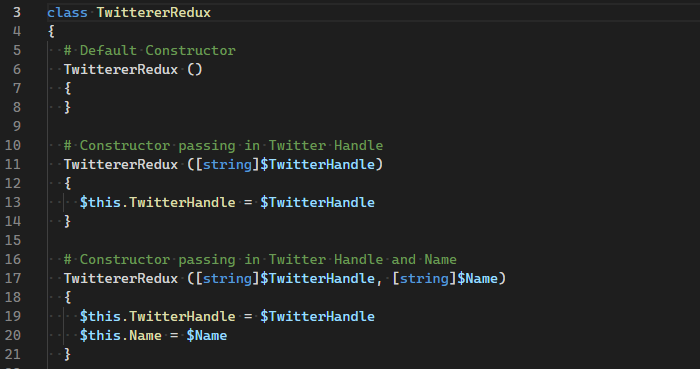 3 class TwittererRedux
4 {
5 # Default Constructor
6 TwittererRedux ()
7 {
8 }
9
10 # Constructor passing in Twitter Handle
11 TwittererRedux ([string]$TwitterHandle)
12 {
13 $this.TwitterHandle = $TwitterHandle
14 }
15
16 # Constructor passing in Twitter Handle and Name
17 TwittererRedux ([string]$TwitterHandle, [string]$Name)
18 {
19 $this.TwitterHandle = $TwitterHandle
20 $this.Name = $Name
21 }